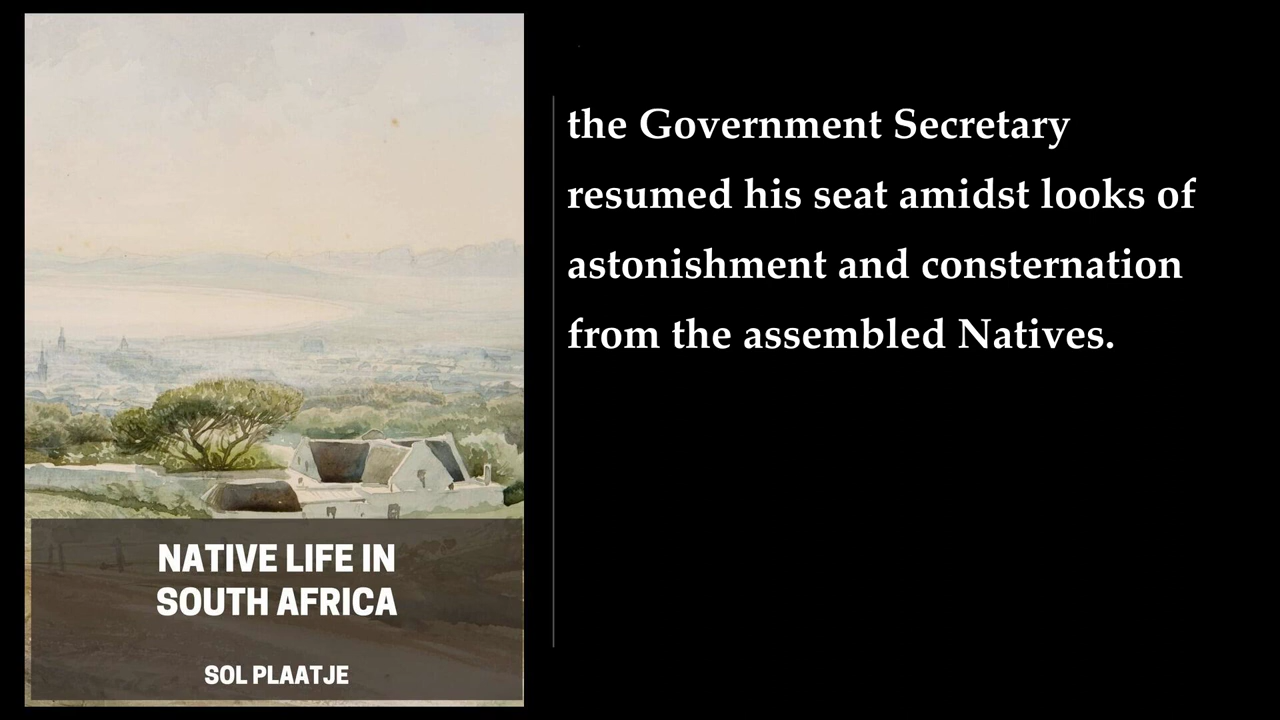 NATIVE LIFE IN
SOUTH AFRICA
SOL PLAATJE
the Government Secretary
resumed his seat amidst looks of
astonishment and consternation
from the assembled Natives.